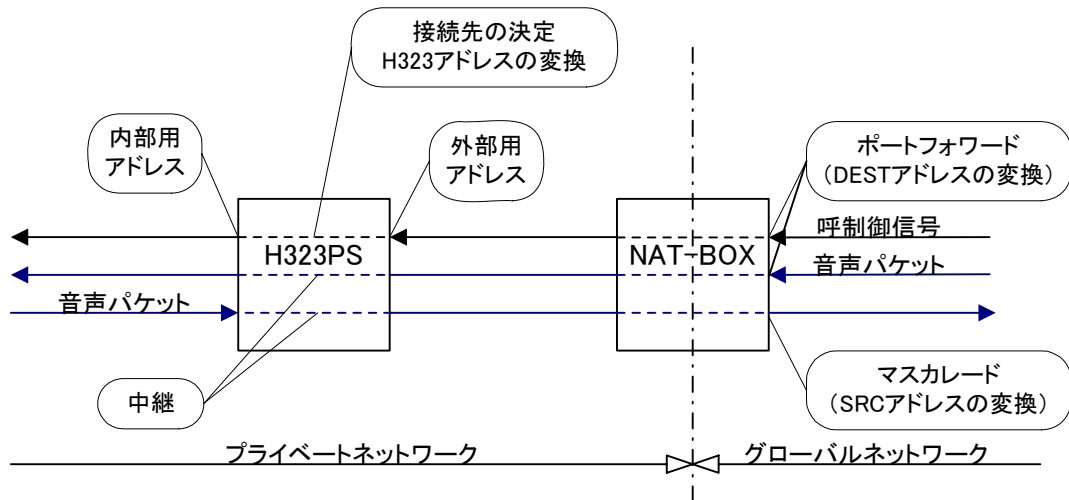 接続先の決定
H323アドレスの変換
内部用
アドレス
外部用
アドレス
ポートフォワード
(DESTアドレスの変換)
呼制御信号
H323PS
NAT-BOX
音声パケット
音声パケット
中継
マスカレード
(SRCアドレスの変換)
プライベートネットワーク
グローバルネットワーク